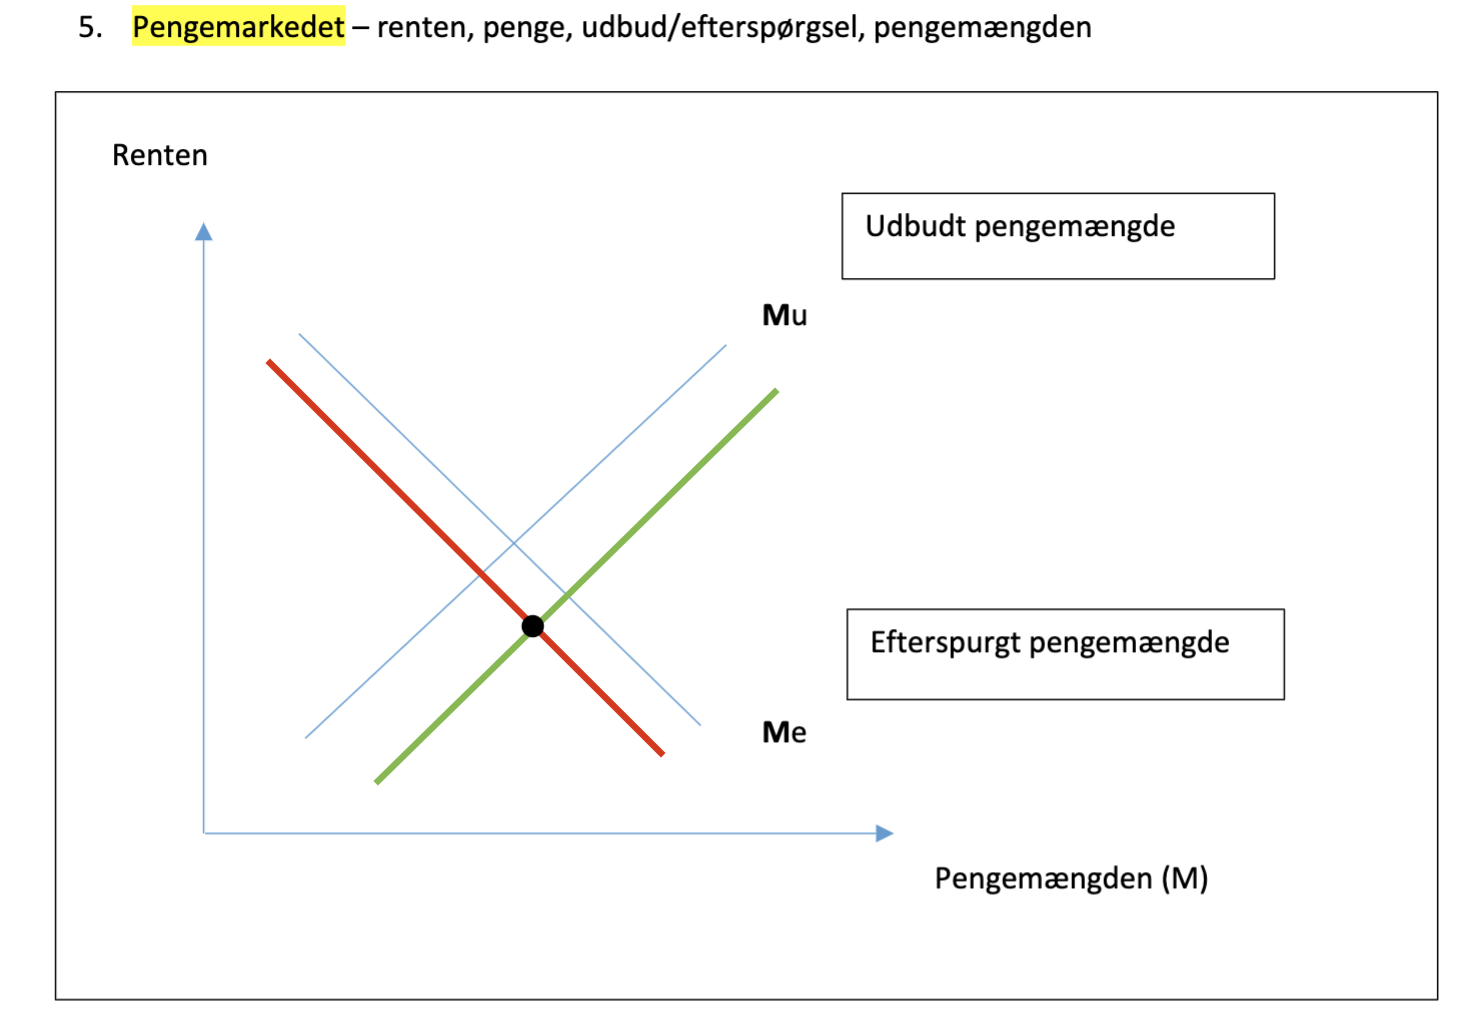 5. Pengemarkedet – renten, penge, udbud/efterspørgsel, pengemængden
Renten
Udbudt pengemængde
Mu
Efterspurgt pengemængde
Me
Pengemængden (M)